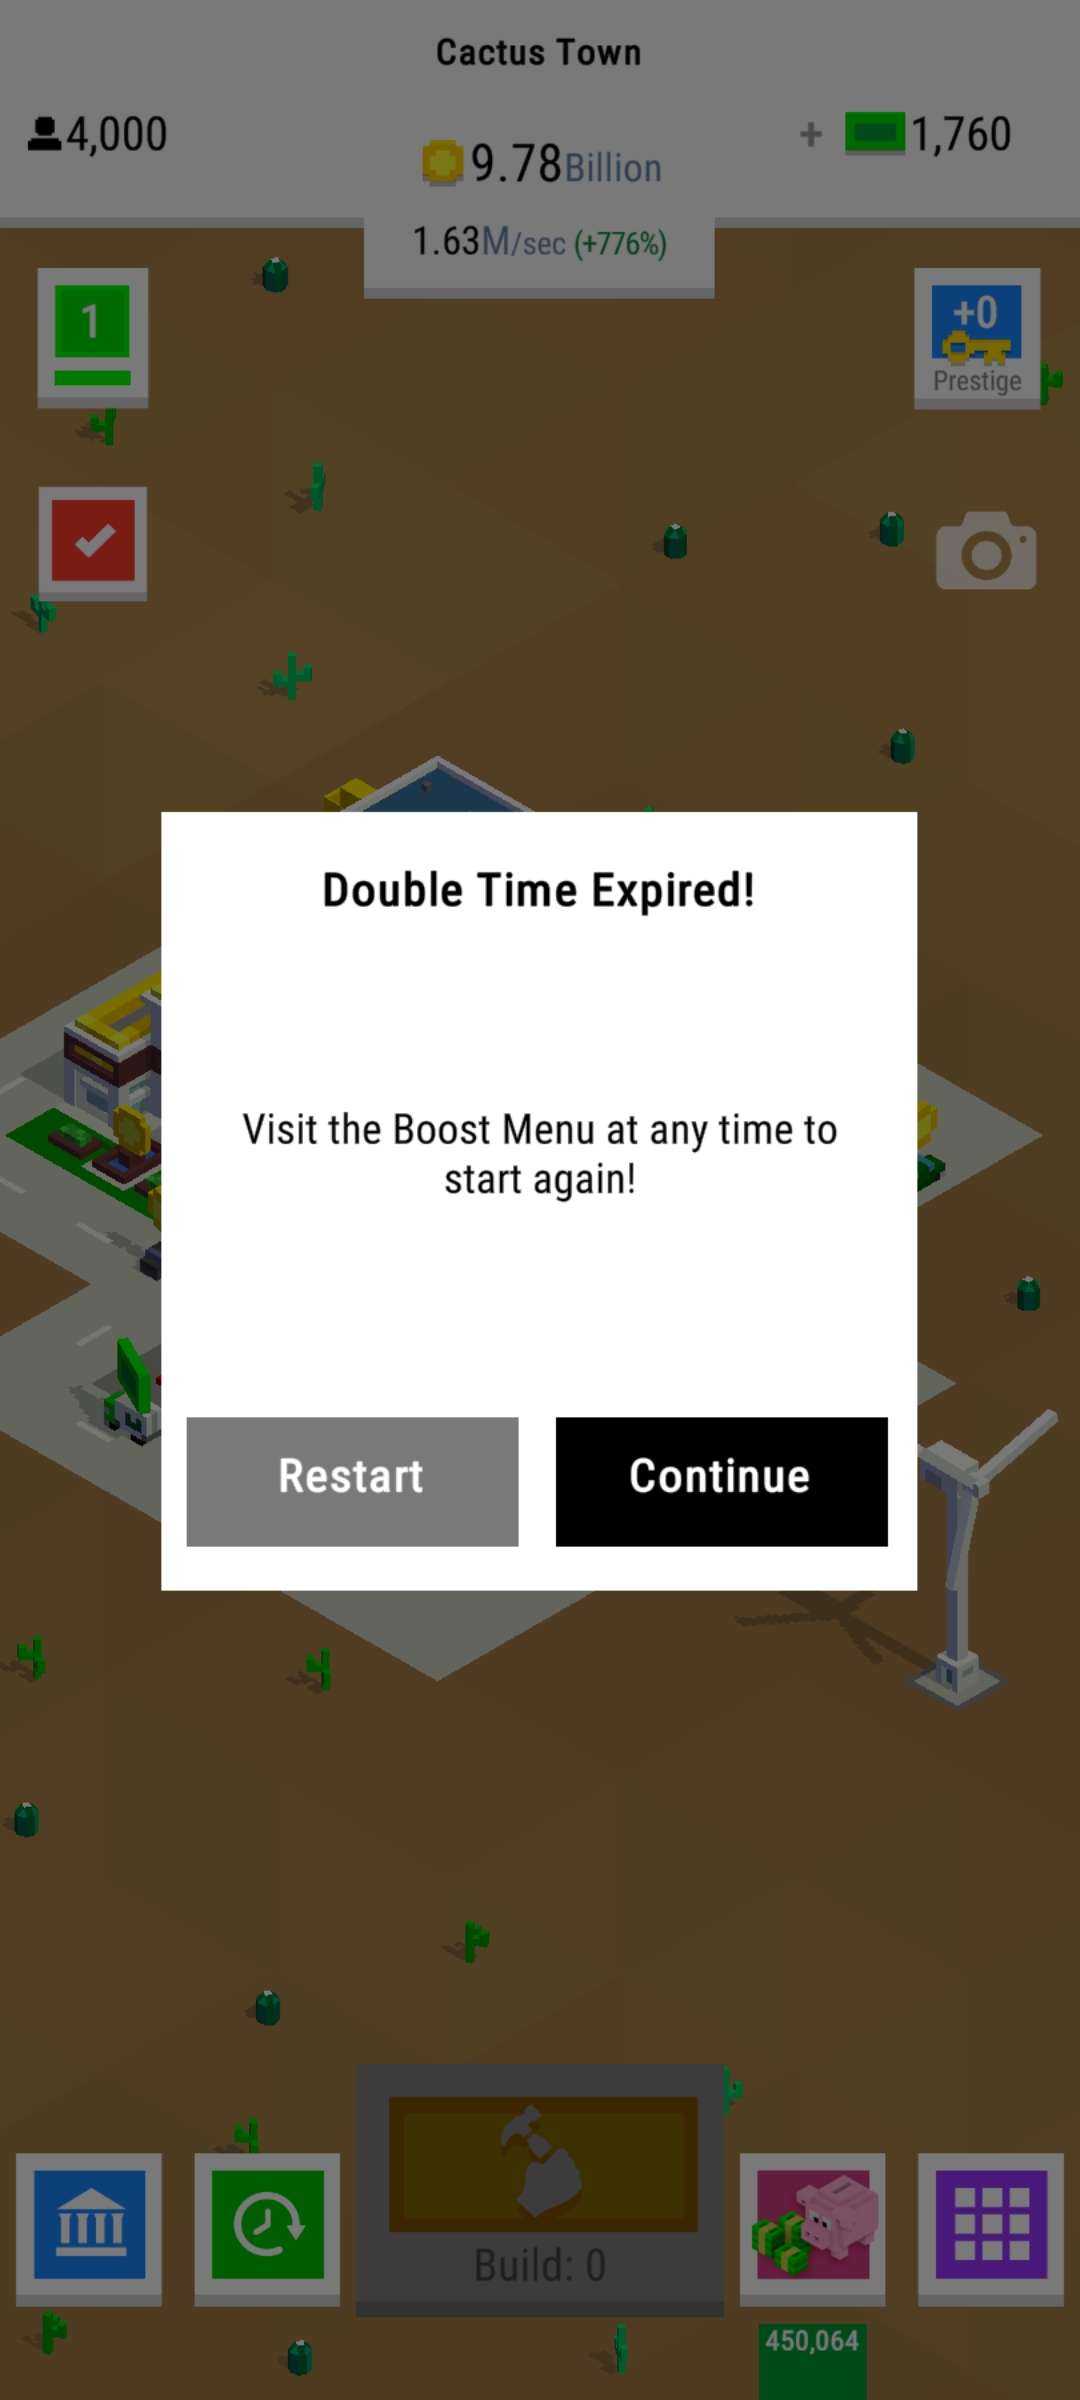 Cactus Town
4,000
9.78Billion
+ 1,760
1.63M/sec (+776%)
1
+0
Prestige
Double Time Expired!
Visit the Boost Menu at any time to
start again!
Restart
Continue
Build: 0
450,064